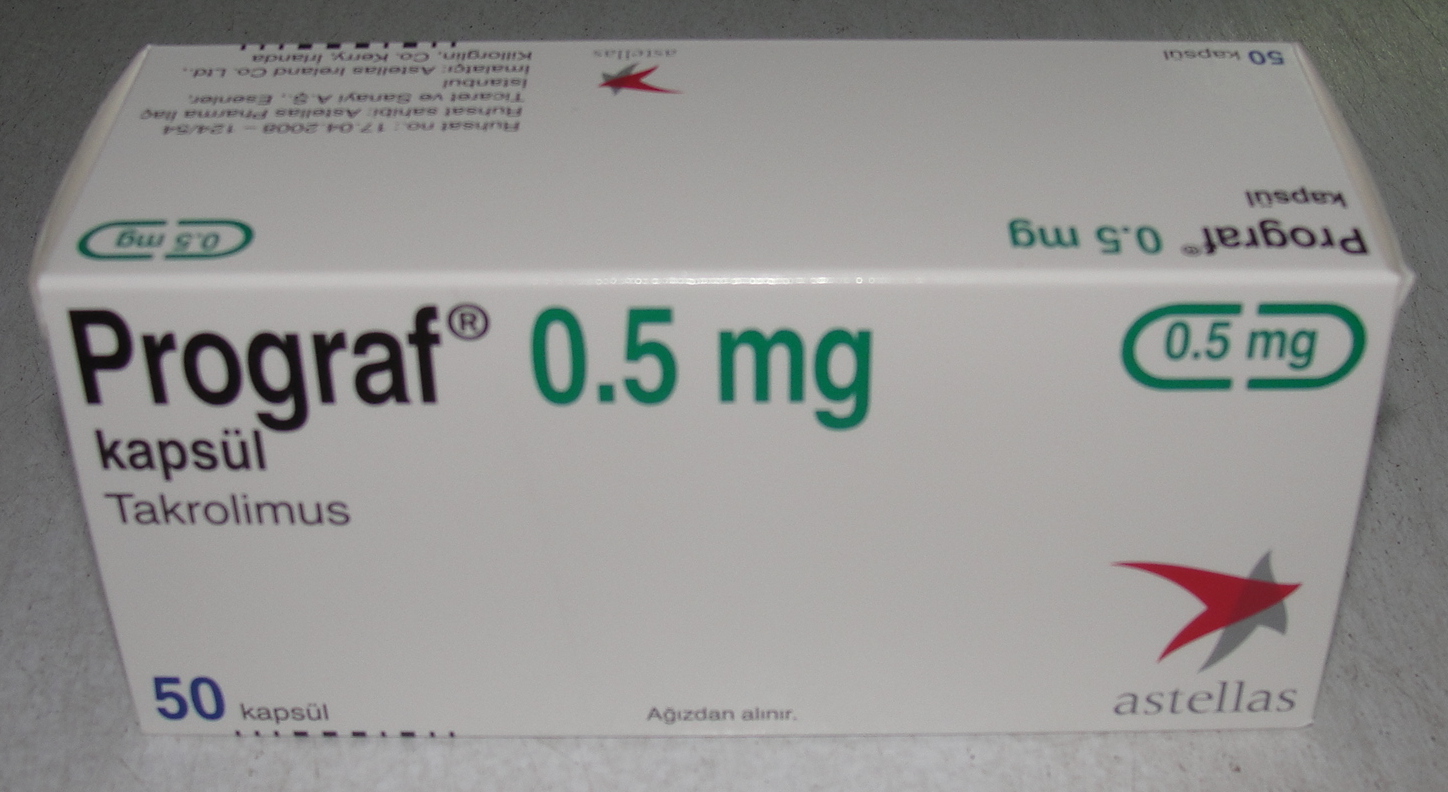 Prograf® 0.5 mg
kapsül
Takrolimus
0.5 mg
50 kapsül
Ağızdan alınır.
astellas
Prograf® 0.5 mg
kapsül
0.5 mg
Ruhsat no.: 17.04.2008 – 124/54
Ruhsat sahibi: Astellas Pharma İlaç
Ticaret ve Sanayi A.Ş., Esenler,
İstanbul
İmalatçı: Astellas Ireland Co. Ltd.,
Killorglin, Co. Kerry, İrlanda
astellas
50 kapsül